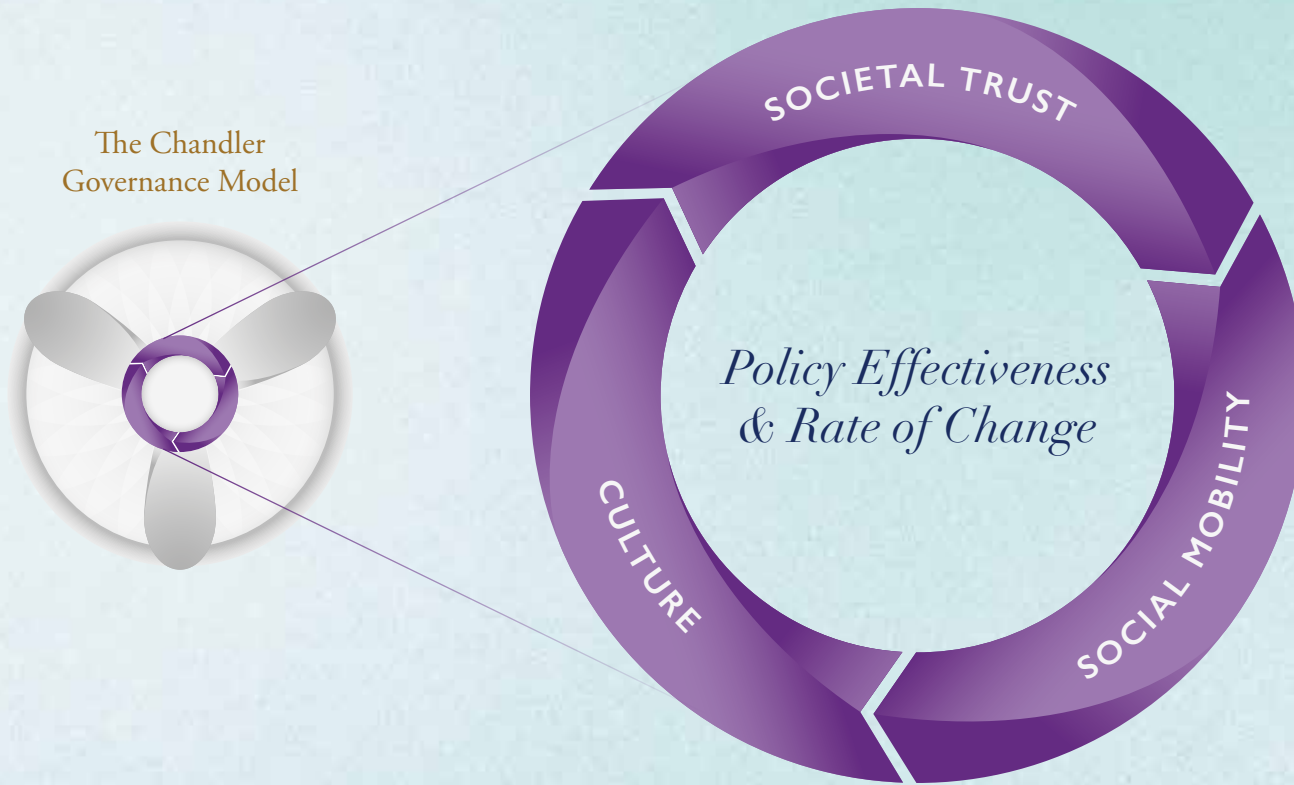 The Chandler
Governance Model
SOCIETAL TRUST
Policy Effectiveness
& Rate of Change
CULTURE
SOCIAL MOBILITY